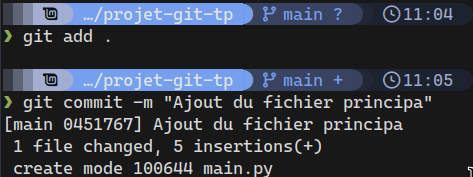 …/projet-git-tp main ? 11:04
❯ git add .
…/projet-git-tp main + 11:05
❯ git commit -m "Ajout du fichier principa"
[main 0451767] Ajout du fichier principa
1 file changed, 5 insertions(+)
create mode 100644 main.py